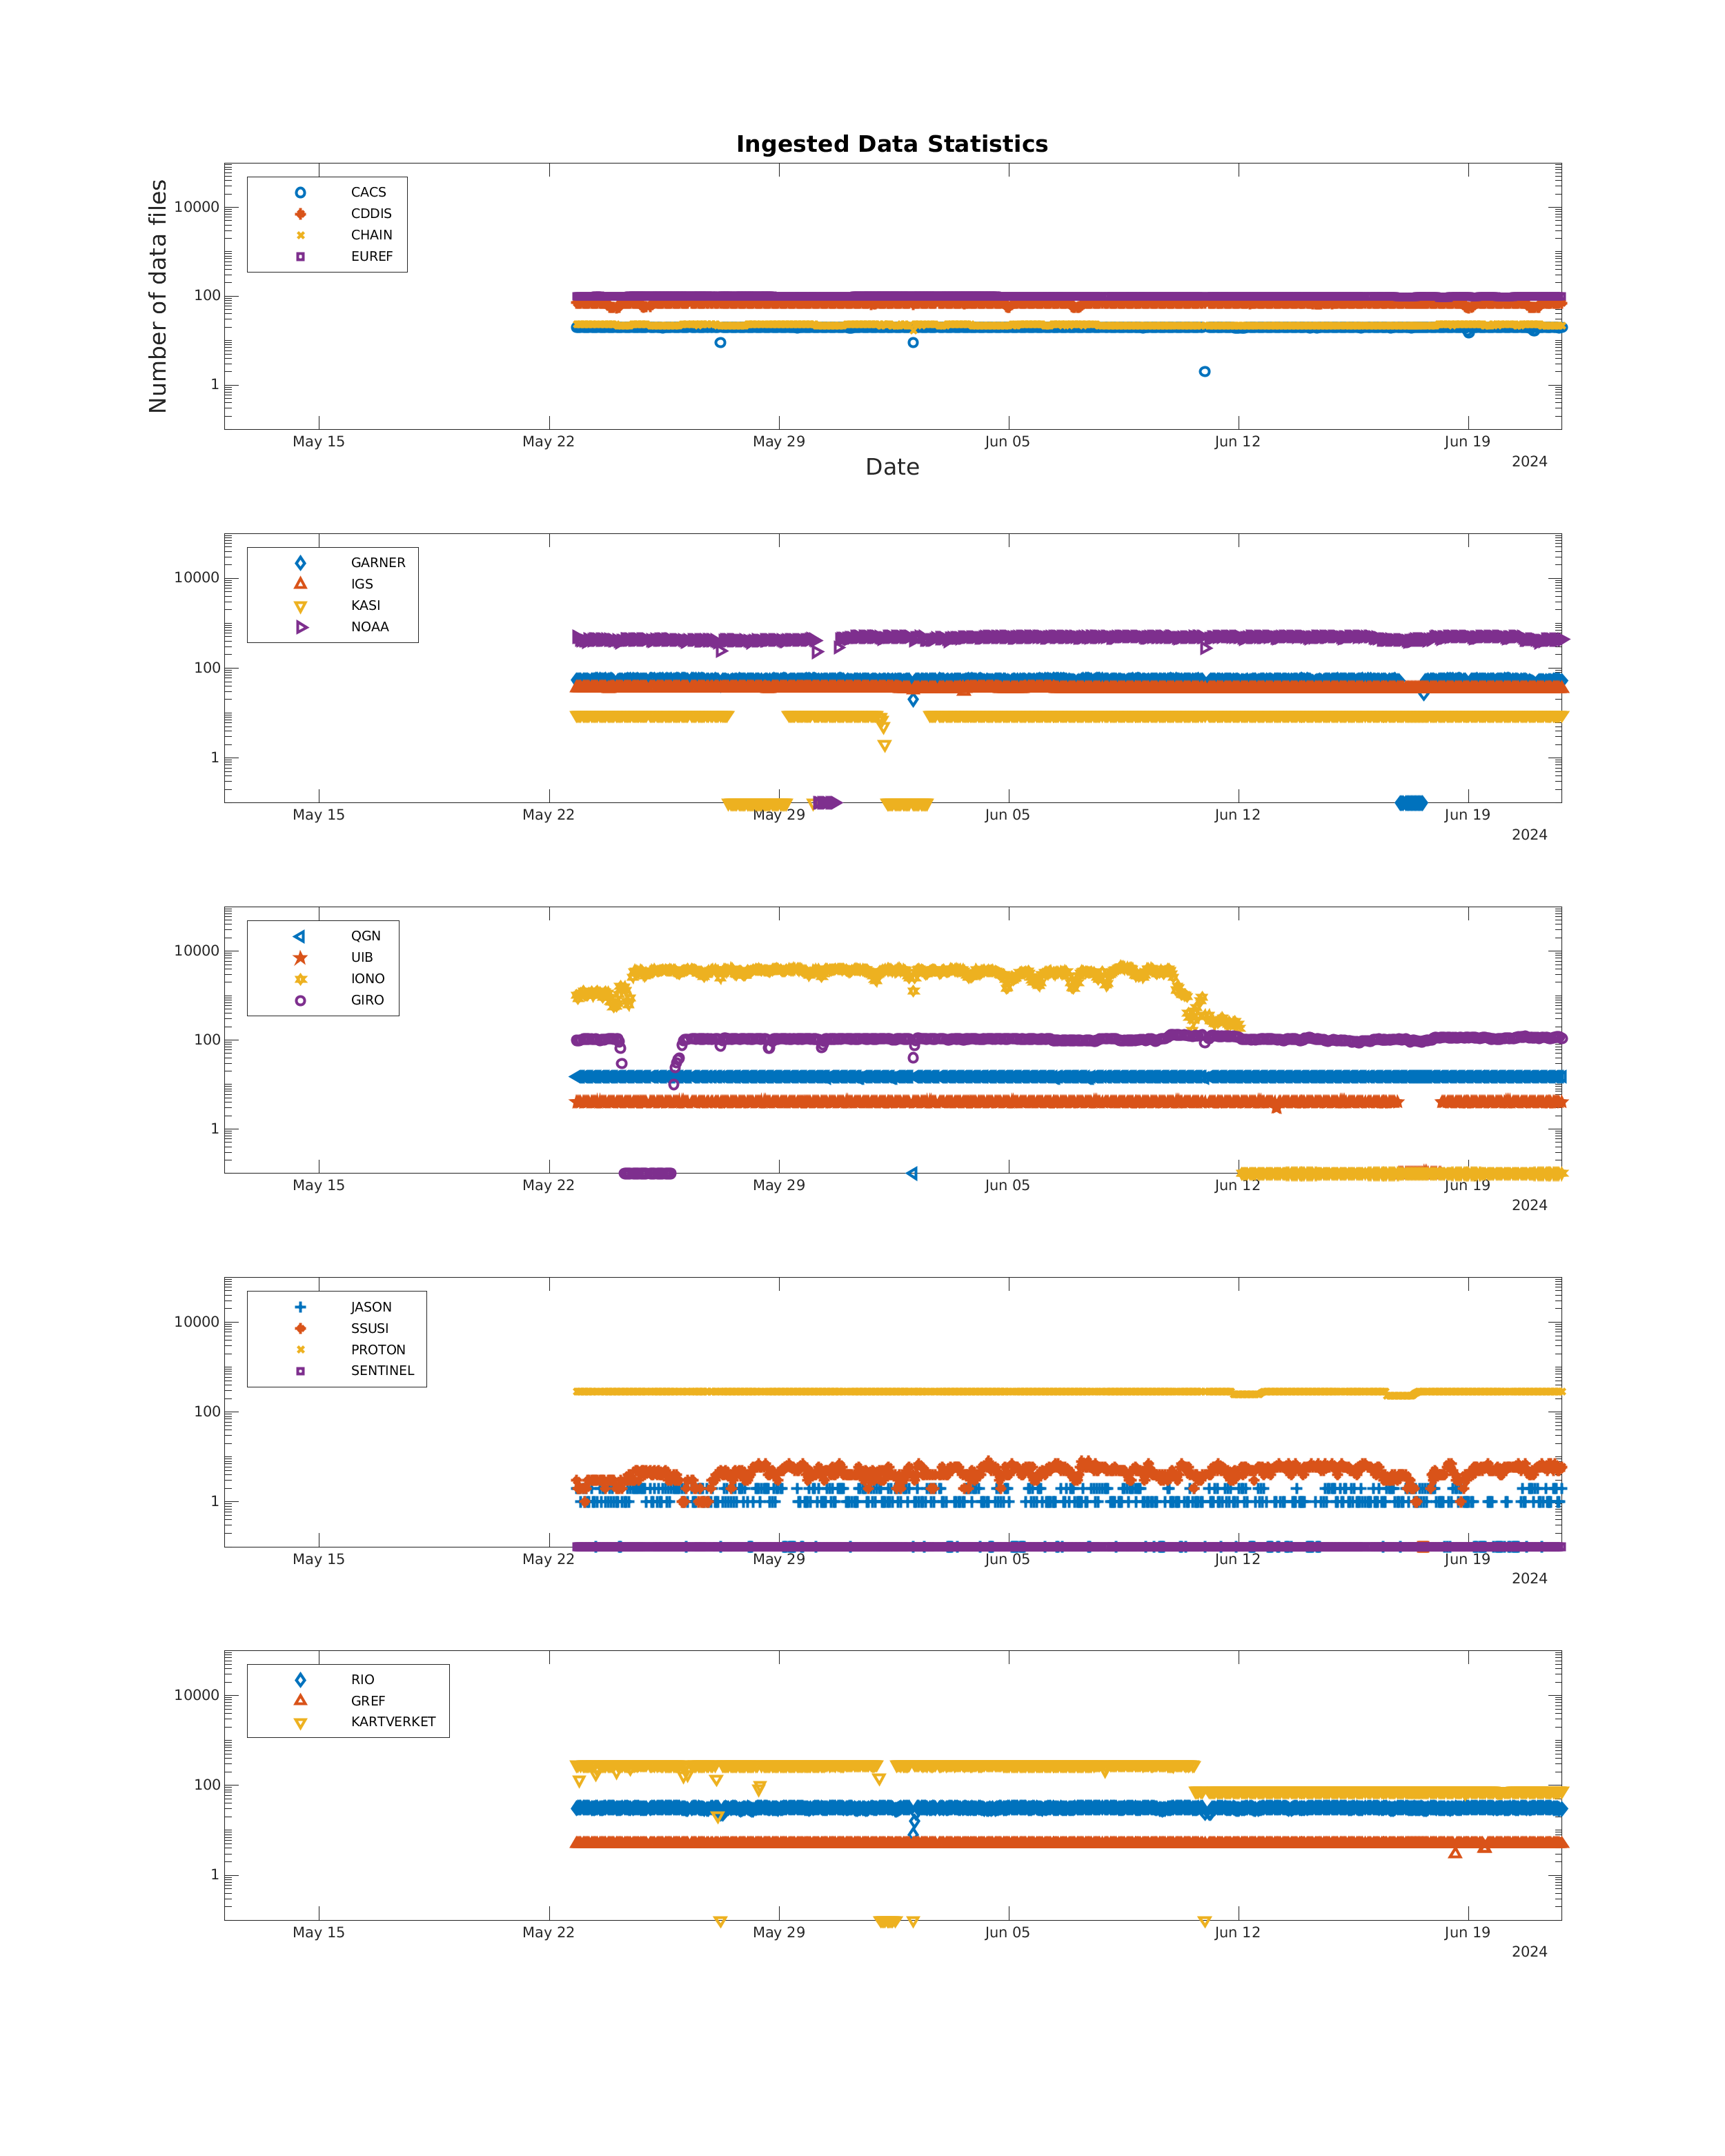 Ingested Data Statistics
Number of data files
10000
100
1
CACS
CDDIS
CHAIN
EUREF
May 15 May 22 May 29 Jun 05 Jun 12 Jun 19
2024
Date
10000
100
1
GARNER
IGS
KASI
NOAA
May 15 May 22 May 29 Jun 05 Jun 12 Jun 19
2024
10000
100
1
QGN
UIB
IONO
GIRO
May 15 May 22 May 29 Jun 05 Jun 12 Jun 19
2024
10000
100
1
JASON
SSUSI
PROTON
SENTINEL
May 15 May 22 May 29 Jun 05 Jun 12 Jun 19
2024
10000
100
1
RIO
GREF
KARTVERKET
May 15 May 22 May 29 Jun 05 Jun 12 Jun 19
2024